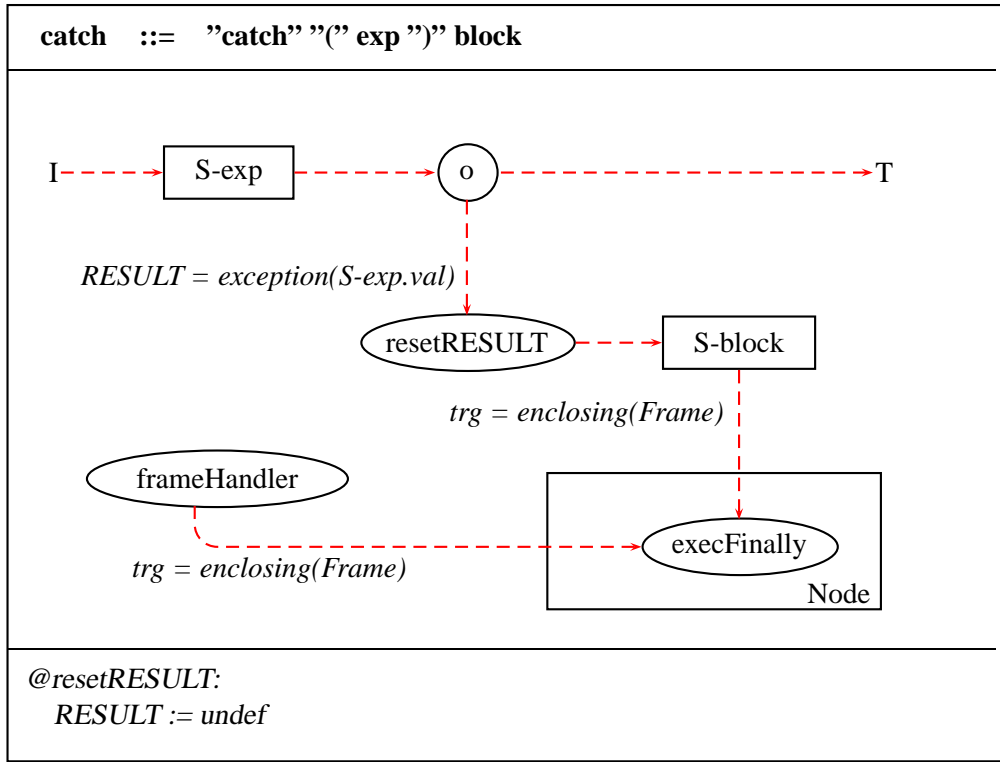 catch ::= ”catch” ”(” exp ”)” block
I S-exp o T
RESULT = exception(S-exp.val)
resetRESULT S-block
trg = enclosing(Frame)
frameHandler
execFinally
trg = enclosing(Frame)
Node
@resetRESULT:
RESULT := undef